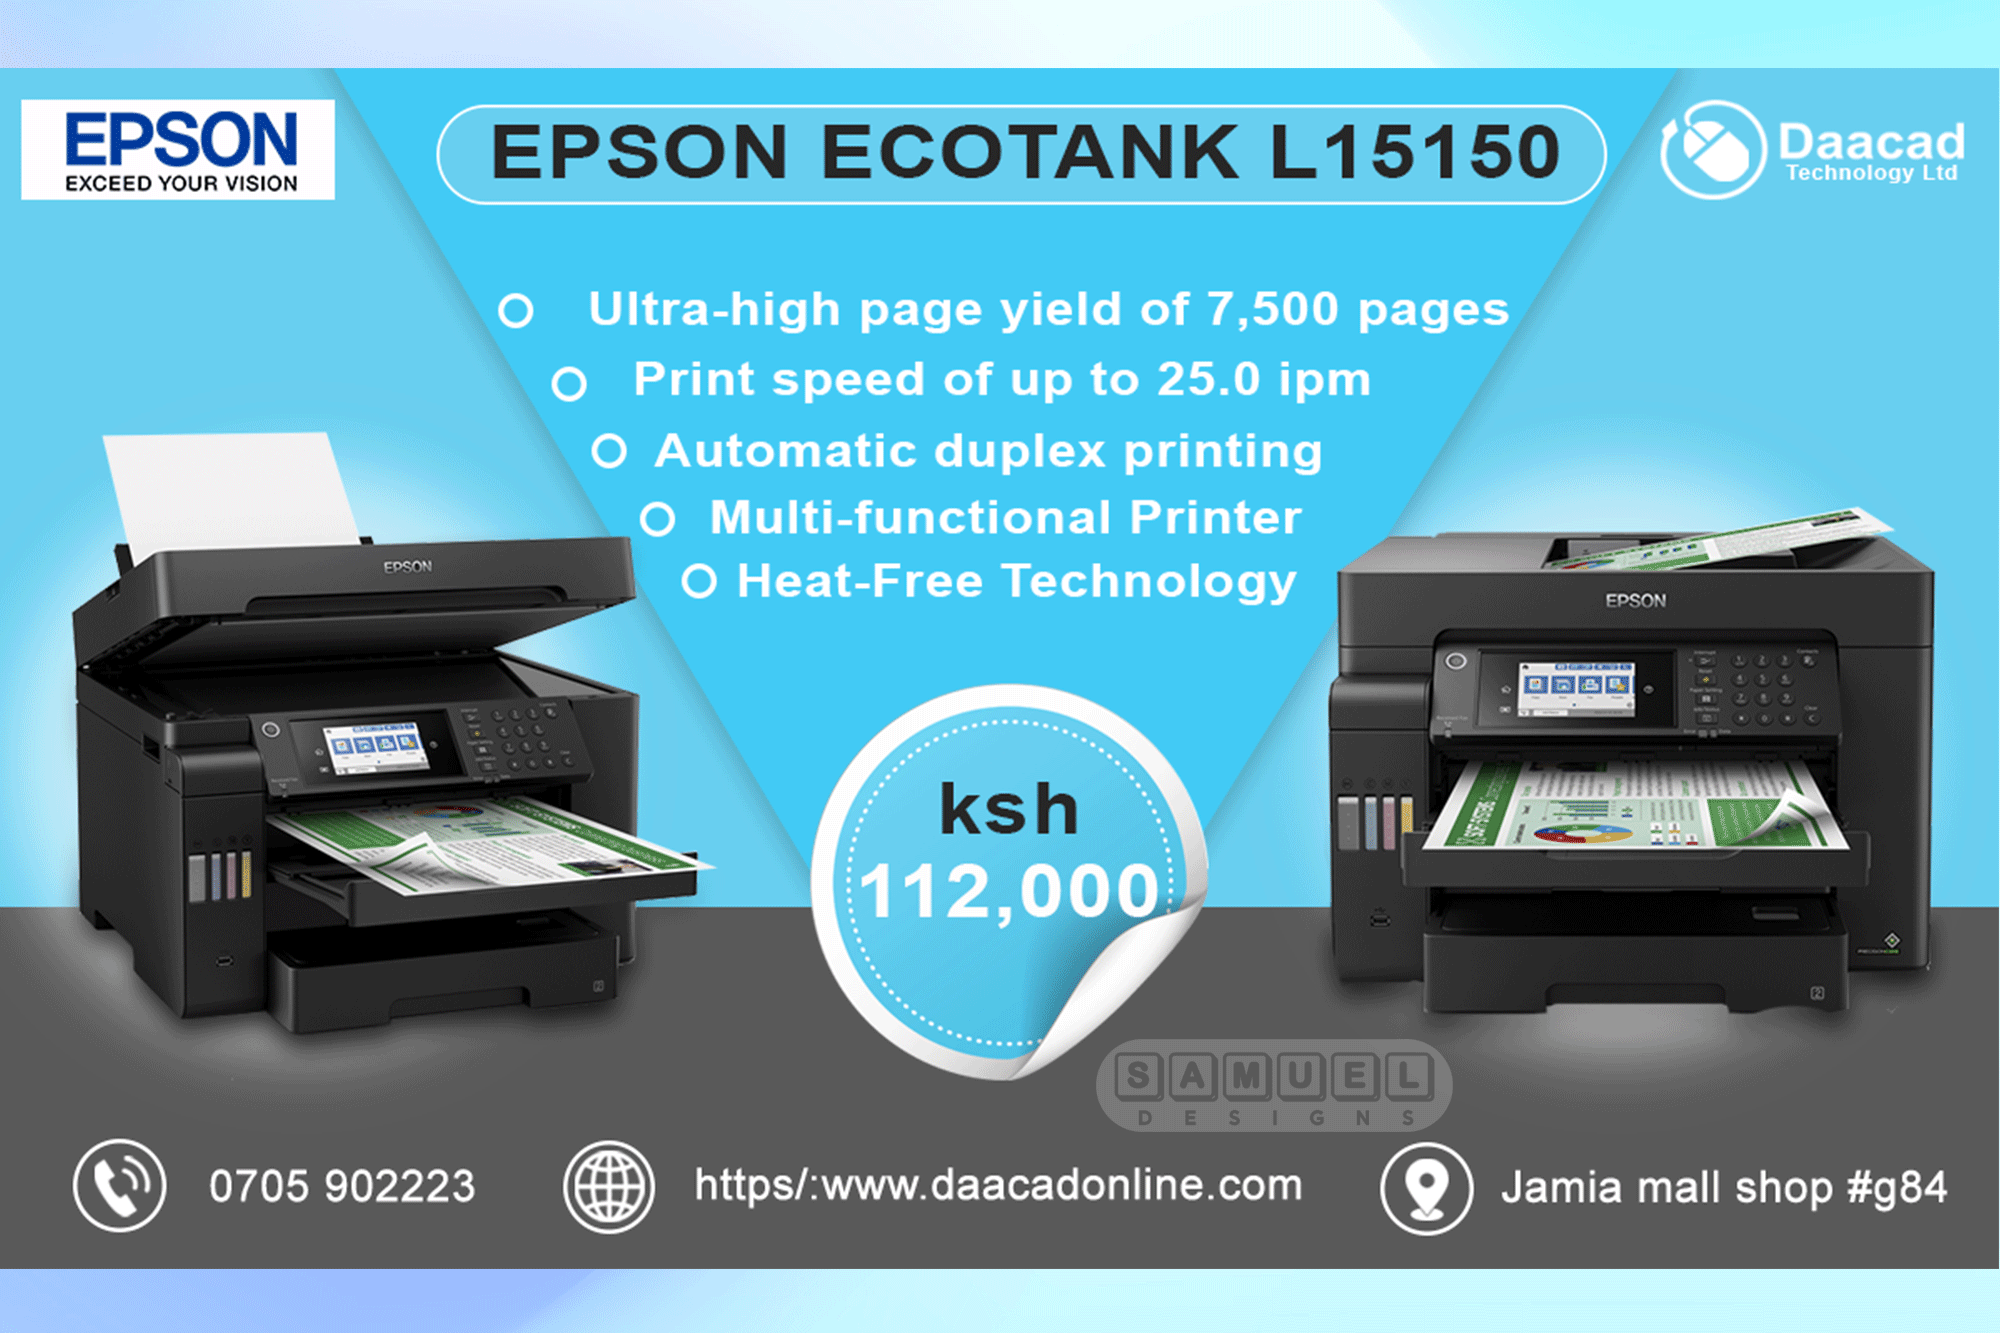 EPSON
EXCEED YOUR VISION
EPSON ECOTANK L15150
Daacad
Technology Ltd
Ultra-high page yield of 7,500 pages
Print speed of up to 25.0 ipm
Automatic duplex printing
Multi-functional Printer
Heat-Free Technology
EPSON
EPSON
ksh
112,000
SAMUEL
DESIGNS
0705 902223
https/:www.daacadonline.com
Jamia mall shop #g84